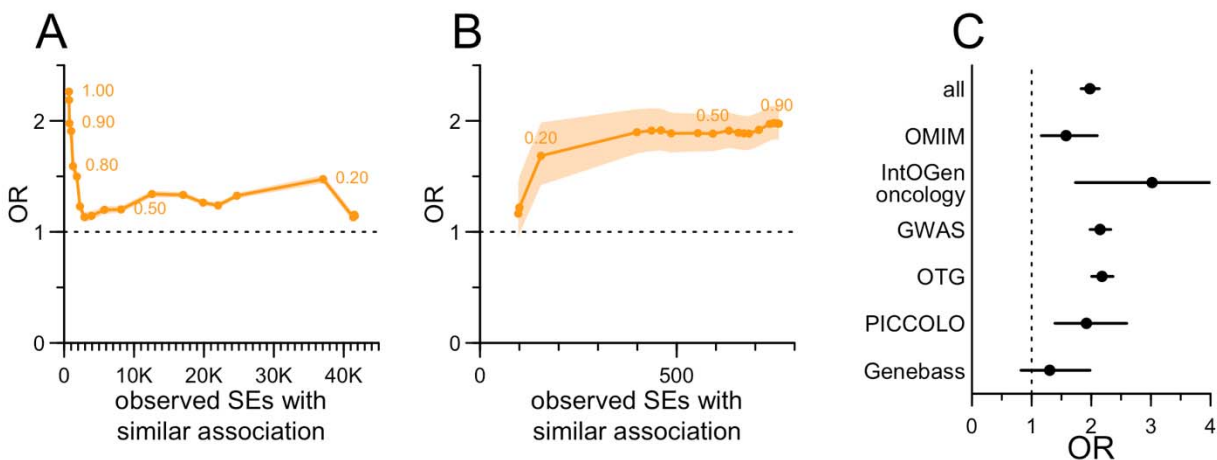 A
OR
2
1
0
1.00
0.90
0.80
0.50
0.20
0
10K
20K
30K
40K
observed SEs with
similar association
B
OR
2
1
0
0.20
0.50
0.90
0
500
observed SEs with
similar association
C
all
OMIM
IntOGen
oncology
GWAS
OTG
PICCOLO
Genebass
0
1
2
3
4
OR